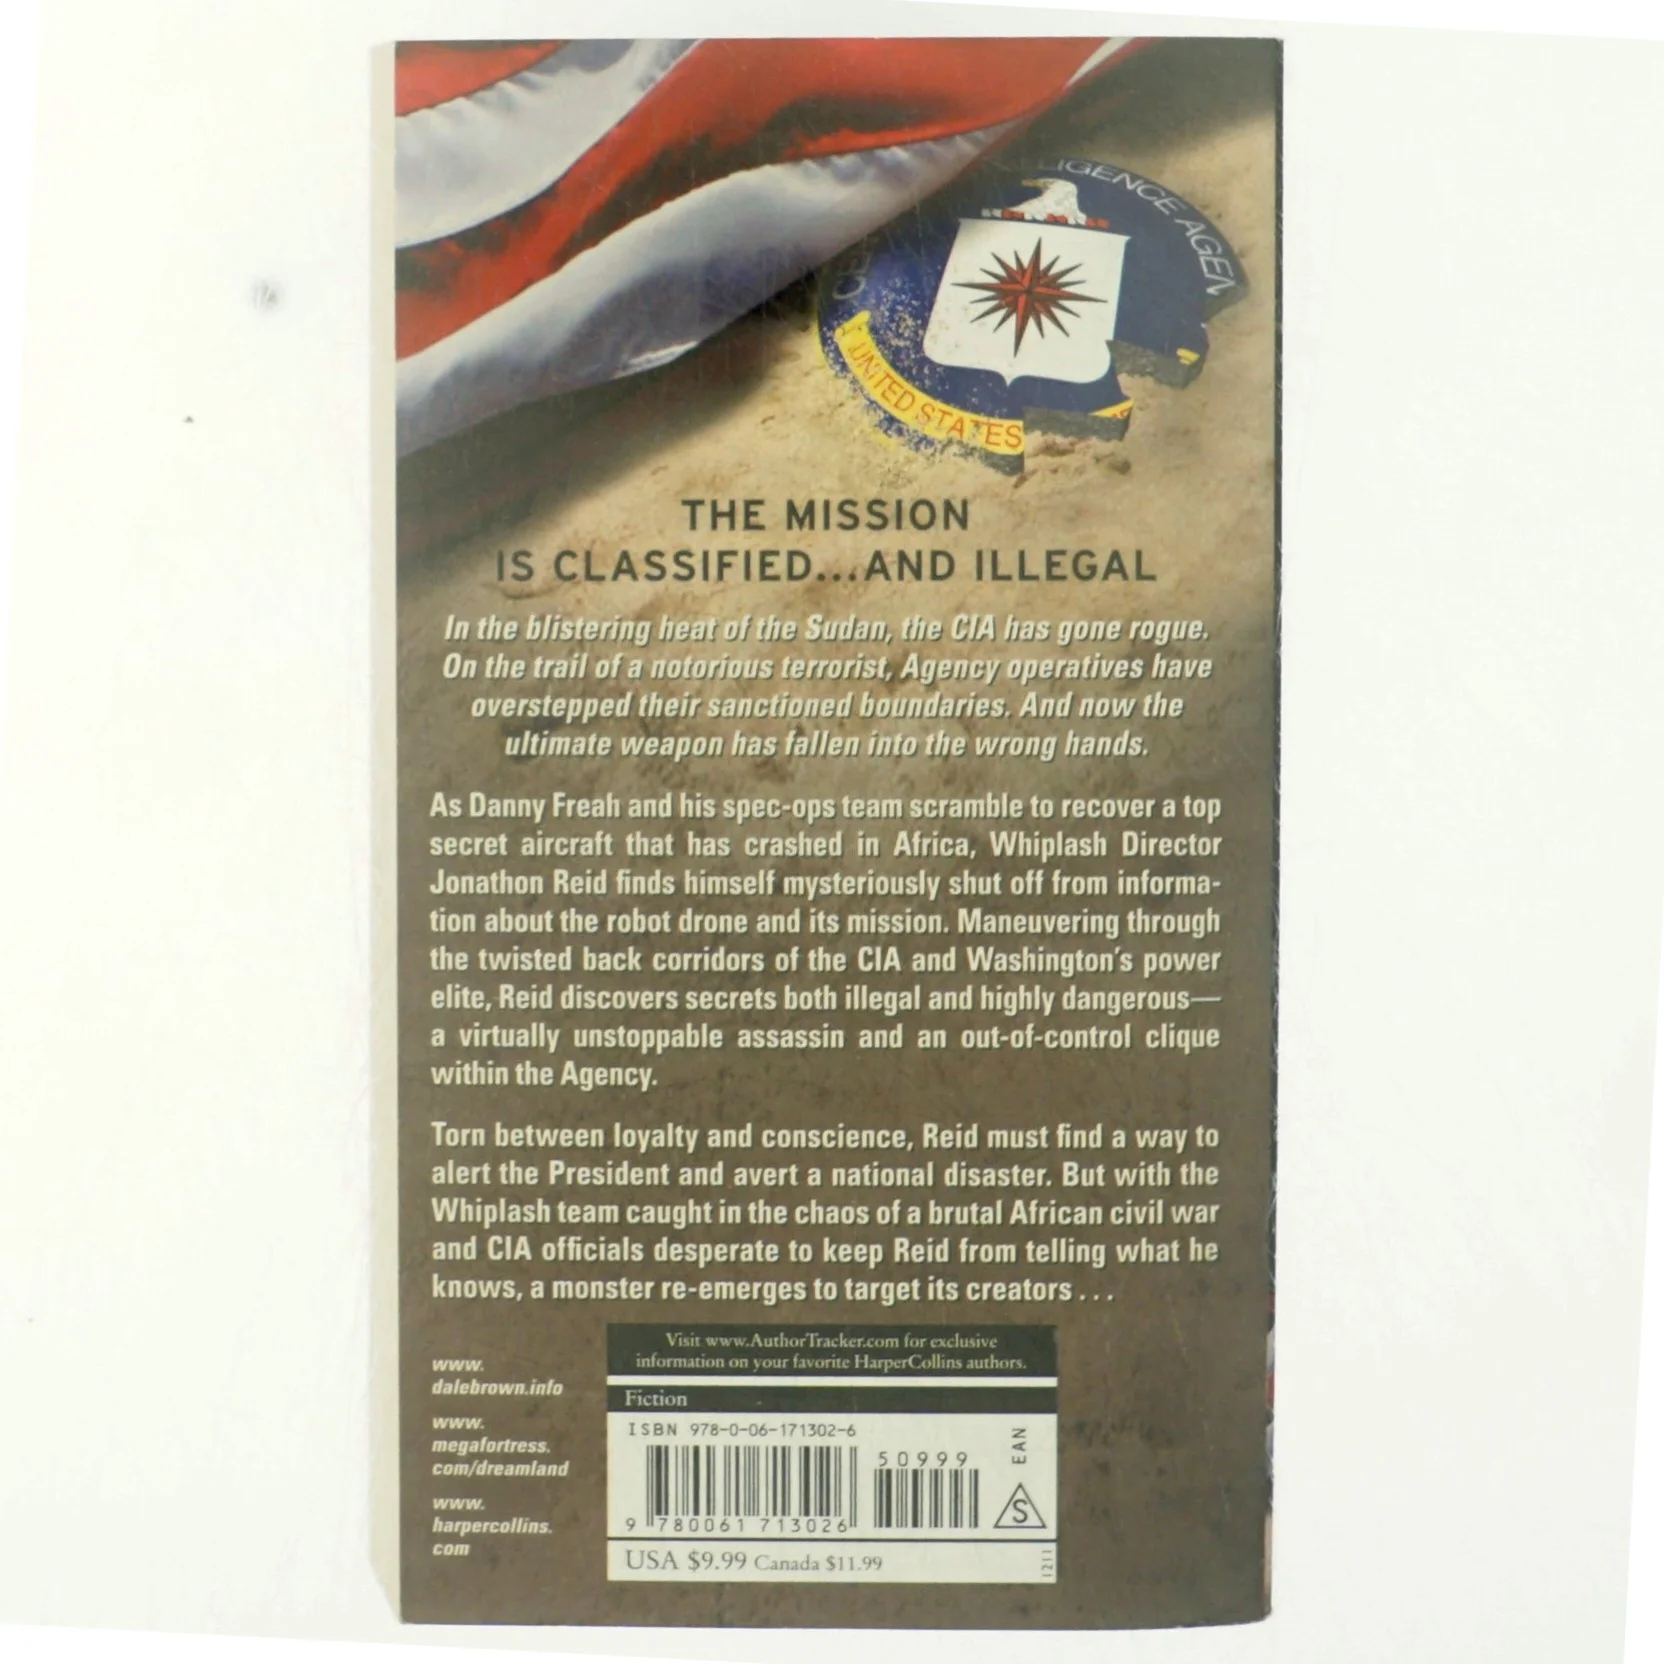 LIGENCE AGEN
CE
UNITED STATES
THE MISSION
IS CLASSIFIED...AND ILLEGAL
In the blistering heat of the Sudan, the CIA has gone rogue.
On the trail of a notorious terrorist, Agency operatives have
overstepped their sanctioned boundaries. And now the
ultimate weapon has fallen into the wrong hands.
As Danny Freah and his spec-ops team scramble to recover a top
secret aircraft that has crashed in Africa, Whiplash Director
Jonathon Reid finds himself mysteriously shut off from informa-
tion about the robot drone and its mission. Maneuvering through
the twisted back corridors of the CIA and Washington's power
elite, Reid discovers secrets both illegal and highly dangerous—
a virtually unstoppable assassin and an out-of-control clique
within the Agency.
Torn between loyalty and conscience, Reid must find a way to
alert the President and avert a national disaster. But with the
Whiplash team caught in the chaos of a brutal African civil war
and CIA officials desperate to keep Reid from telling what he
knows, a monster re-emerges to target its creators . . .
www.
dalebrown.info
www.
megafortress.
com/dreamland
www.
harpercollins.
com
Visit www.AuthorTracker.com for exclusive
information on your favorite HarperCollins authors.
Fiction
ISBN 978-0-06-171302-6
50999
EAN
S
9 780061 713026
USA $9.99 Canada $11.99
1211